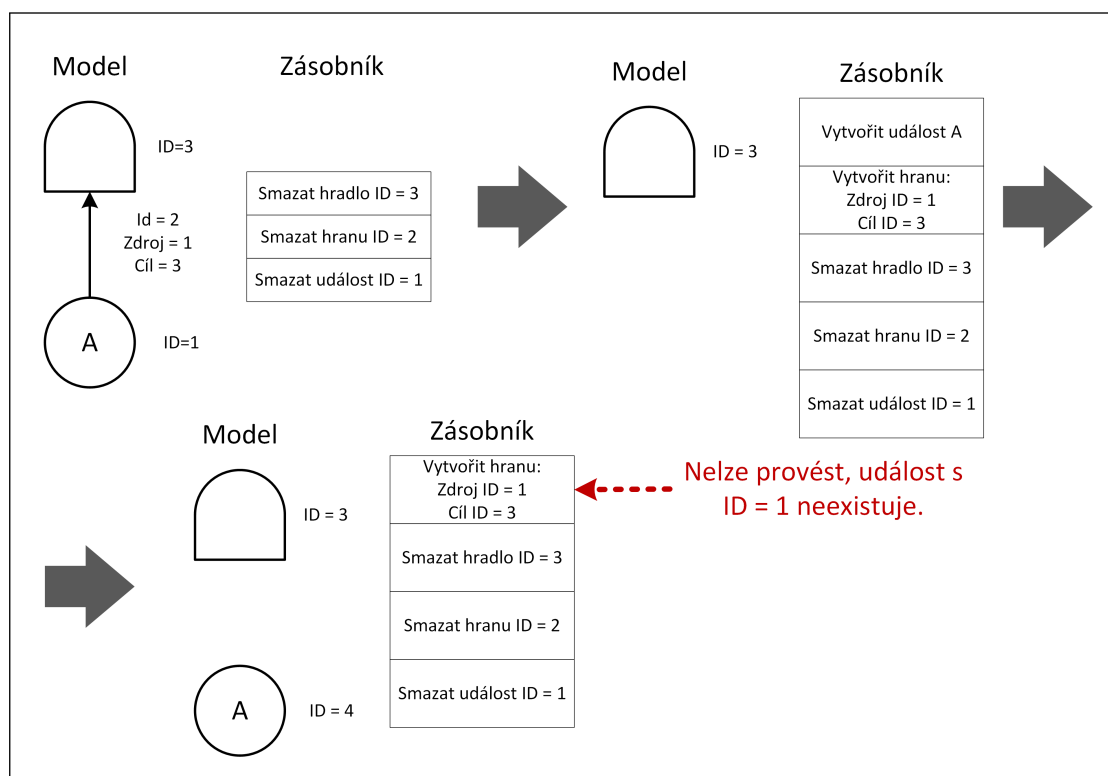 Model
Zásobník
ID=3
Id = 2
Zdroj = 1
Cíl = 3
A
ID=1
Smazat hradlo ID = 3
Smazat hranu ID = 2
Smazat událost ID = 1
Model
Zásobník
ID = 3
Vytvořit událost A
Vytvořit hranu:
Zdroj ID = 1
Cíl ID = 3
Smazat hradlo ID = 3
Smazat hranu ID = 2
Smazat událost ID = 1
Model
Zásobník
ID = 3
A
ID = 4
Vytvořit hranu:
Zdroj ID = 1
Cíl ID = 3
Smazat hradlo ID = 3
Smazat hranu ID = 2
Smazat událost ID = 1
Nelze provést, událost s
ID = 1 neexistuje.